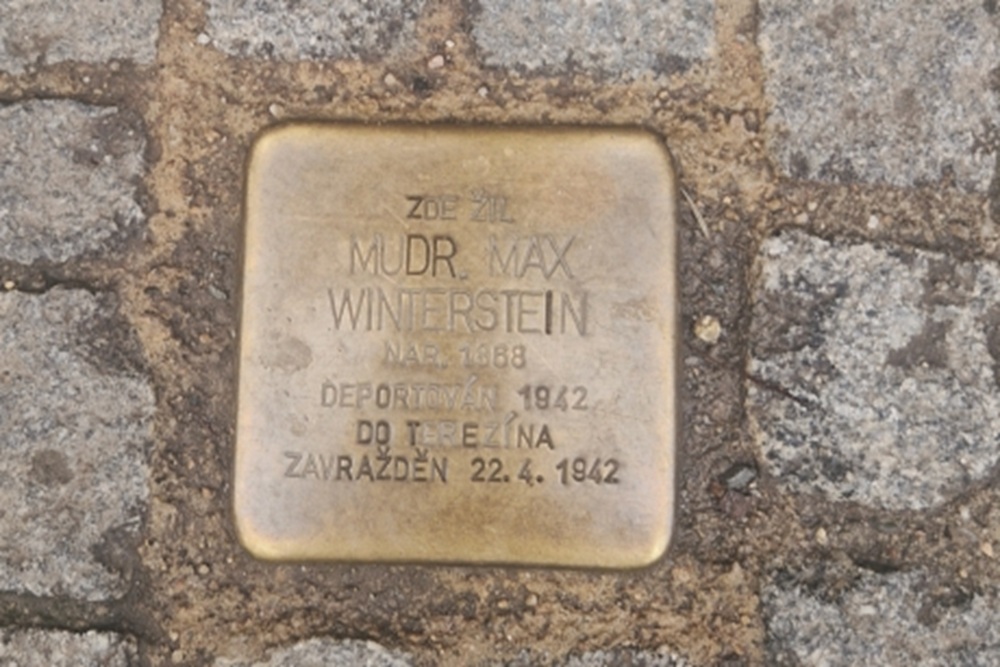 ZDE ŽIL
MUDR. MAX
WINTERSTEIN
NAR. 1868
DEPORTOVÁN 1942
DO TEREZÍNA
ZAVRAŽDĚN 22.4. 1942